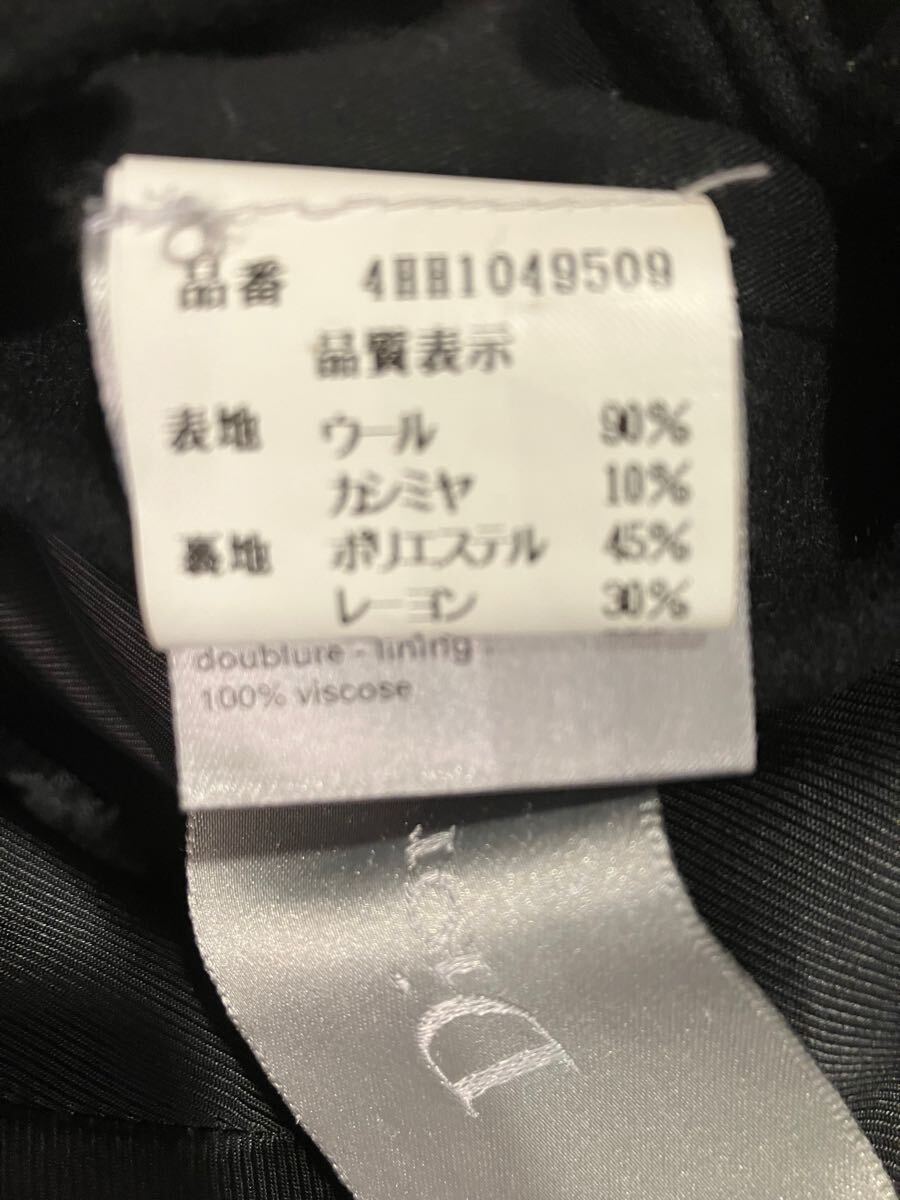 品番 4HH1049509
品質表示
表地 ウール 90%
カシミヤ 10%
裏地 ポリエステル 45%
レーヨン 30%
doublure - lining :
100% viscose
Dior